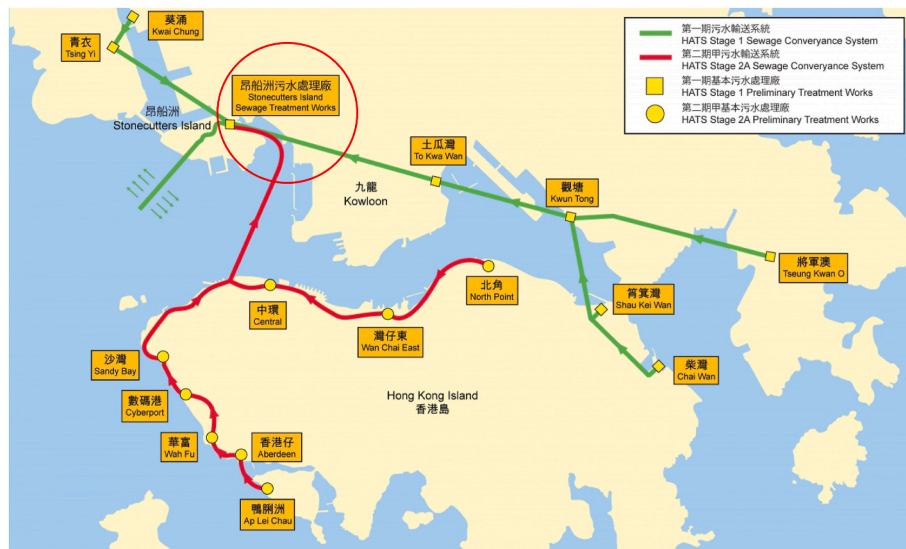 葵涌
Kwai Chung
青衣
Tsing Yi
第一期污水輸送系統
HATS Stage 1 Sewage Converyance System
第二期甲污水輸送系統
HATS Stage 2A Sewage Converyance System
第一期基本污水處理廠
HATS Stage 1 Preliminary Treatment Works
第二期甲基本污水處理廠
HATS Stage 2A Preliminary Treatment Works
昂船洲污水處理廠
Stonecutters Island
Sewage Treatment Works
昂船洲
Stonecutters Island
土瓜灣
To Kwa Wan
九龍
Kowloon
觀塘
Kwun Tong
將軍澳
Tseung Kwan O
北角
North Point
筲箕灣
Shau Kei Wan
中環
Central
灣仔東
Wan Chai East
沙灣
Sandy Bay
柴灣
Chai Wan
數碼港
Cyberport
Hong Kong Island
香港島
華富
Wah Fu
香港仔
Aberdeen
鴨脷洲
Ap Lei Chau